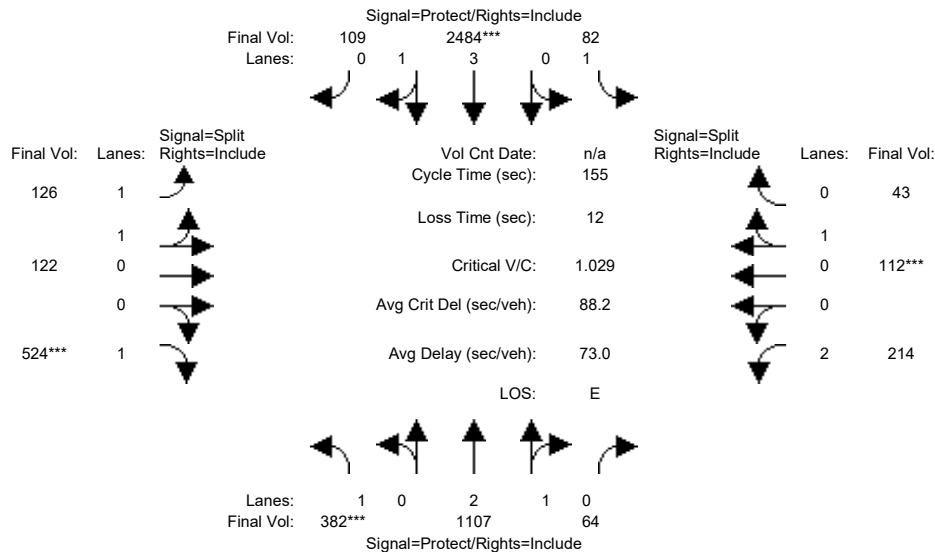 Signal=Protect/Rights=Include
Final Vol: 109 2484*** 82
Lanes: 0 1 3 0 1
Signal=Split
Final Vol: Lanes: Rights=Include
Vol Cnt Date: n/a
Signal=Split
Rights=Include Lanes: Final Vol:
Cycle Time (sec): 155
126 1
0 43
Loss Time (sec): 12
1
1
122 0
Critical V/C: 1.029
0 112***
0
Avg Crit Del (sec/veh): 88.2
0
524*** 1
Avg Delay (sec/veh): 73.0
2 214
LOS: E
Lanes: 1 0 2 1 0
Final Vol: 382*** 1107 64
Signal=Protect/Rights=Include